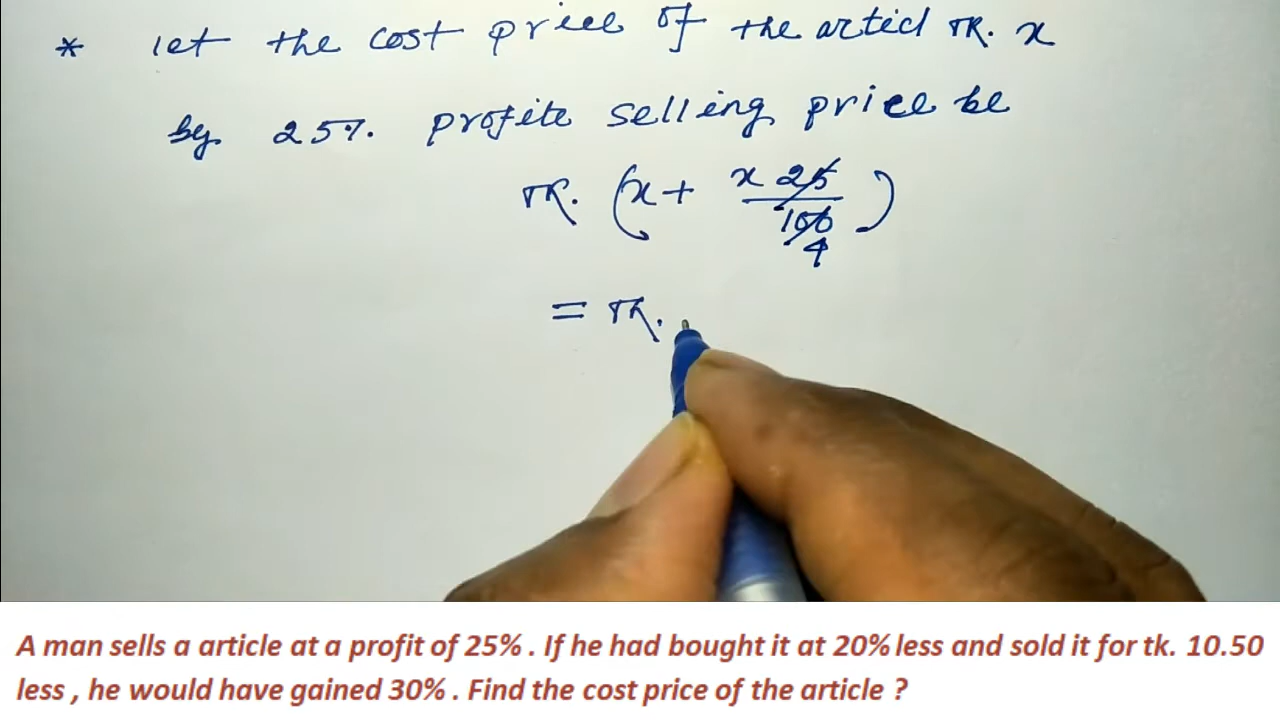 * let the cost price of the articl TK. x
by 25%. profite selling price be
TK. (x + x 25/100 4)
= TK.
A man sells a article at a profit of 25% . If he had bought it at 20% less and sold it for tk. 10.50
less , he would have gained 30% . Find the cost price of the article ?